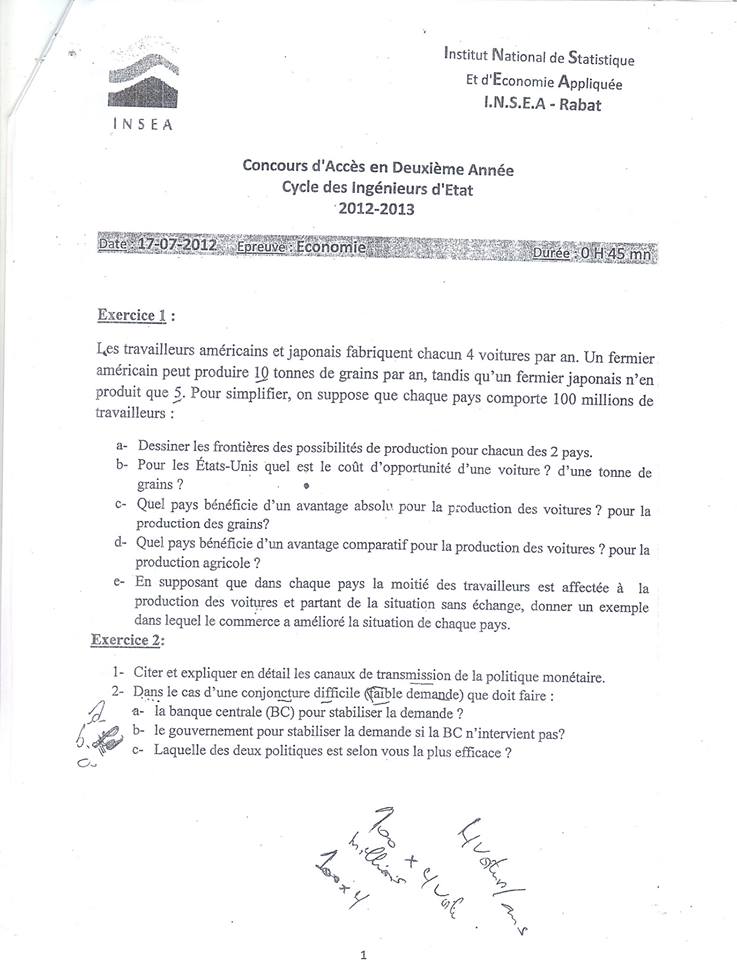 Institut National de Statistique
Et d'Economie Appliquée
I.N.S.E.A - Rabat
INSEA
Concours d'Accès en Deuxième Année
Cycle des Ingénieurs d'Etat
2012-2013
Date : 17-07-2012 Epreuve : Economie Durée : 0 H 45 mn
Exercice 1 :
Les travailleurs américains et japonais fabriquent chacun 4 voitures par an. Un fermier
américain peut produire 10 tonnes de grains par an, tandis qu'un fermier japonais n'en
produit que 5. Pour simplifier, on suppose que chaque pays comporte 100 millions de
travailleurs :
a- Dessiner les frontières des possibilités de production pour chacun des 2 pays.
b- Pour les États-Unis quel est le coût d'opportunité d'une voiture ? d'une tonne de
grains ?
c- Quel pays bénéficie d'un avantage absolu pour la production des voitures ? pour la
production des grains?
d- Quel pays bénéficie d'un avantage comparatif pour la production des voitures ? pour la
production agricole ?
e- En supposant que dans chaque pays la moitié des travailleurs est affectée à la
production des voitures et partant de la situation sans échange, donner un exemple
dans lequel le commerce a amélioré la situation de chaque pays.
Exercice 2:
1- Citer et expliquer en détail les canaux de transmission de la politique monétaire.
2- Dans le cas d'une conjoncture difficile (faible demande) que doit faire :
a- la banque centrale (BC) pour stabiliser la demande ?
b- le gouvernement pour stabiliser la demande si la BC n'intervient pas?
c- Laquelle des deux politiques est selon vous la plus efficace ?
100 × 4
millions
100 × 4
1